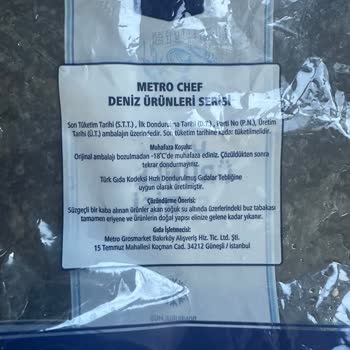 METRO CHEF
DENİZ ÜRÜNLERİ SERİSİ
Son Tüketim Tarihi (S.T.T.), İlk Dondurulma Tarihi (D.T.), Parti No (P.N.), Üretim
Tarihi (Ü.T.) ambalajın üzerindedir. Son tüketim tarihine kadar tüketilmelidir.
Muhafaza Koşulu:
Orijinal ambalajı bozulmadan -18°C'de muhafaza ediniz. Çözüldükten sonra
tekrar dondurmayınız.
Türk Gıda Kodeksi Hızlı Dondurulmuş Gıdalar Tebliğine
uygun olarak üretilmiştir.
Çözündürme Önerisi:
Süzgeçli bir kaba alınan ürünler akan soğuk su altında üzerlerindeki buz tabakası
tamamen eriyene ve ürünlerin doğal yapısı elinize gelene kadar yıkanır.
Gıda İşletmecisi:
Metro Grosmarket Bakırköy Alışveriş Hiz. Tic. Ltd. Şti.
15 Temmuz Mahallesi Koçman Cad. 34212 Güneşli / İstanbul